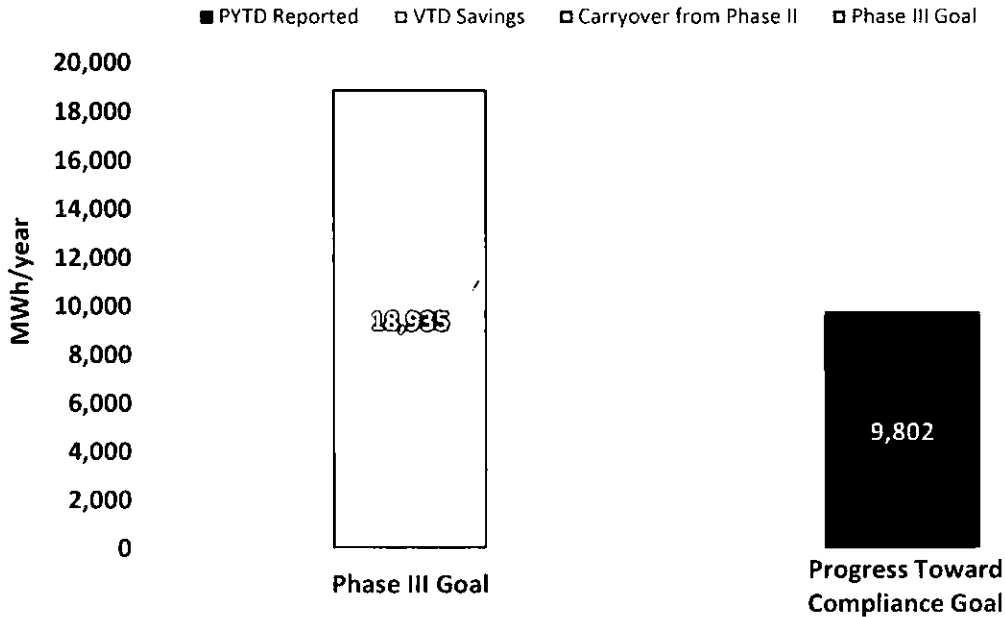 PYTD Reported VTD Savings Carryover from Phase II Phase III Goal
20,000
18,000
16,000
14,000
12,000
10,000
8,000
6,000
4,000
2,000
0
MWh/year
18,935
9,802
Phase III Goal
Progress Toward
Compliance Goal